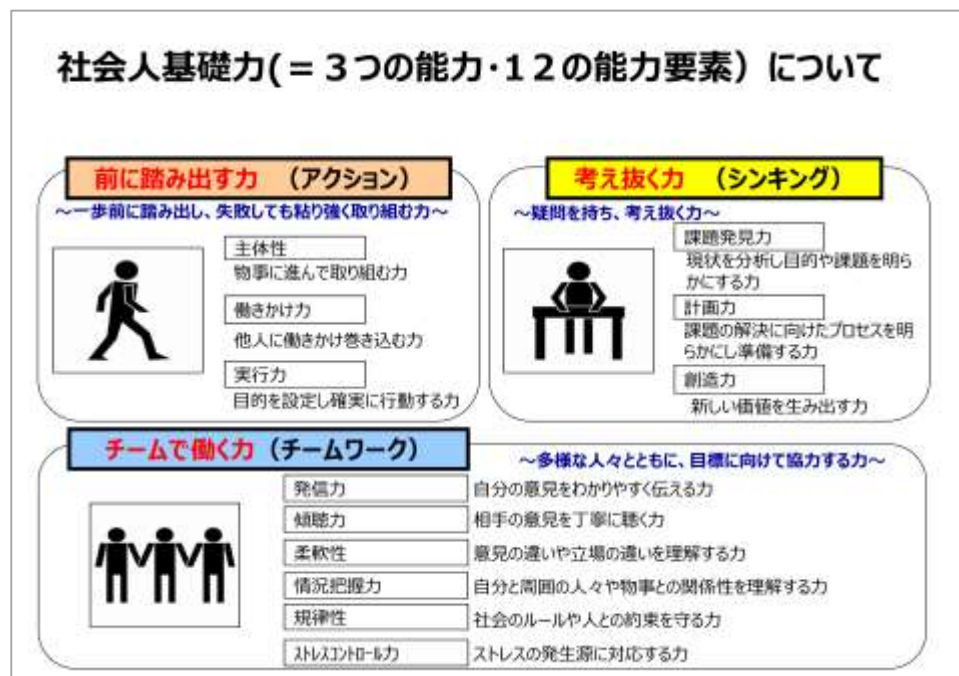 社会人基礎力(＝３つの能力・１２の能力要素）について
前に踏み出す力 （アクション）
～一歩前に踏み出し、失敗しても粘り強く取り組む力～
主体性
物事に進んで取り組む力
働きかけ力
他人に働きかけ巻き込む力
実行力
目的を設定し確実に行動する力
考え抜く力 （シンキング）
～疑問を持ち、考え抜く力～
課題発見力
現状を分析し目的や課題を明ら
かにする力
計画力
課題の解決に向けたプロセスを明
らかにし準備する力
創造力
新しい価値を生み出す力
チームで働く力（チームワーク）
～多様な人々とともに、目標に向けて協力する力～
発信力 自分の意見をわかりやすく伝える力
傾聴力 相手の意見を丁寧に聴く力
柔軟性 意見の違いや立場の違いを理解する力
情況把握力 自分と周囲の人々や物事との関係性を理解する力
規律性 社会のルールや人との約束を守る力
ｽﾄﾚｽｺﾝﾄﾛｰﾙ力 ストレスの発生源に対応する力